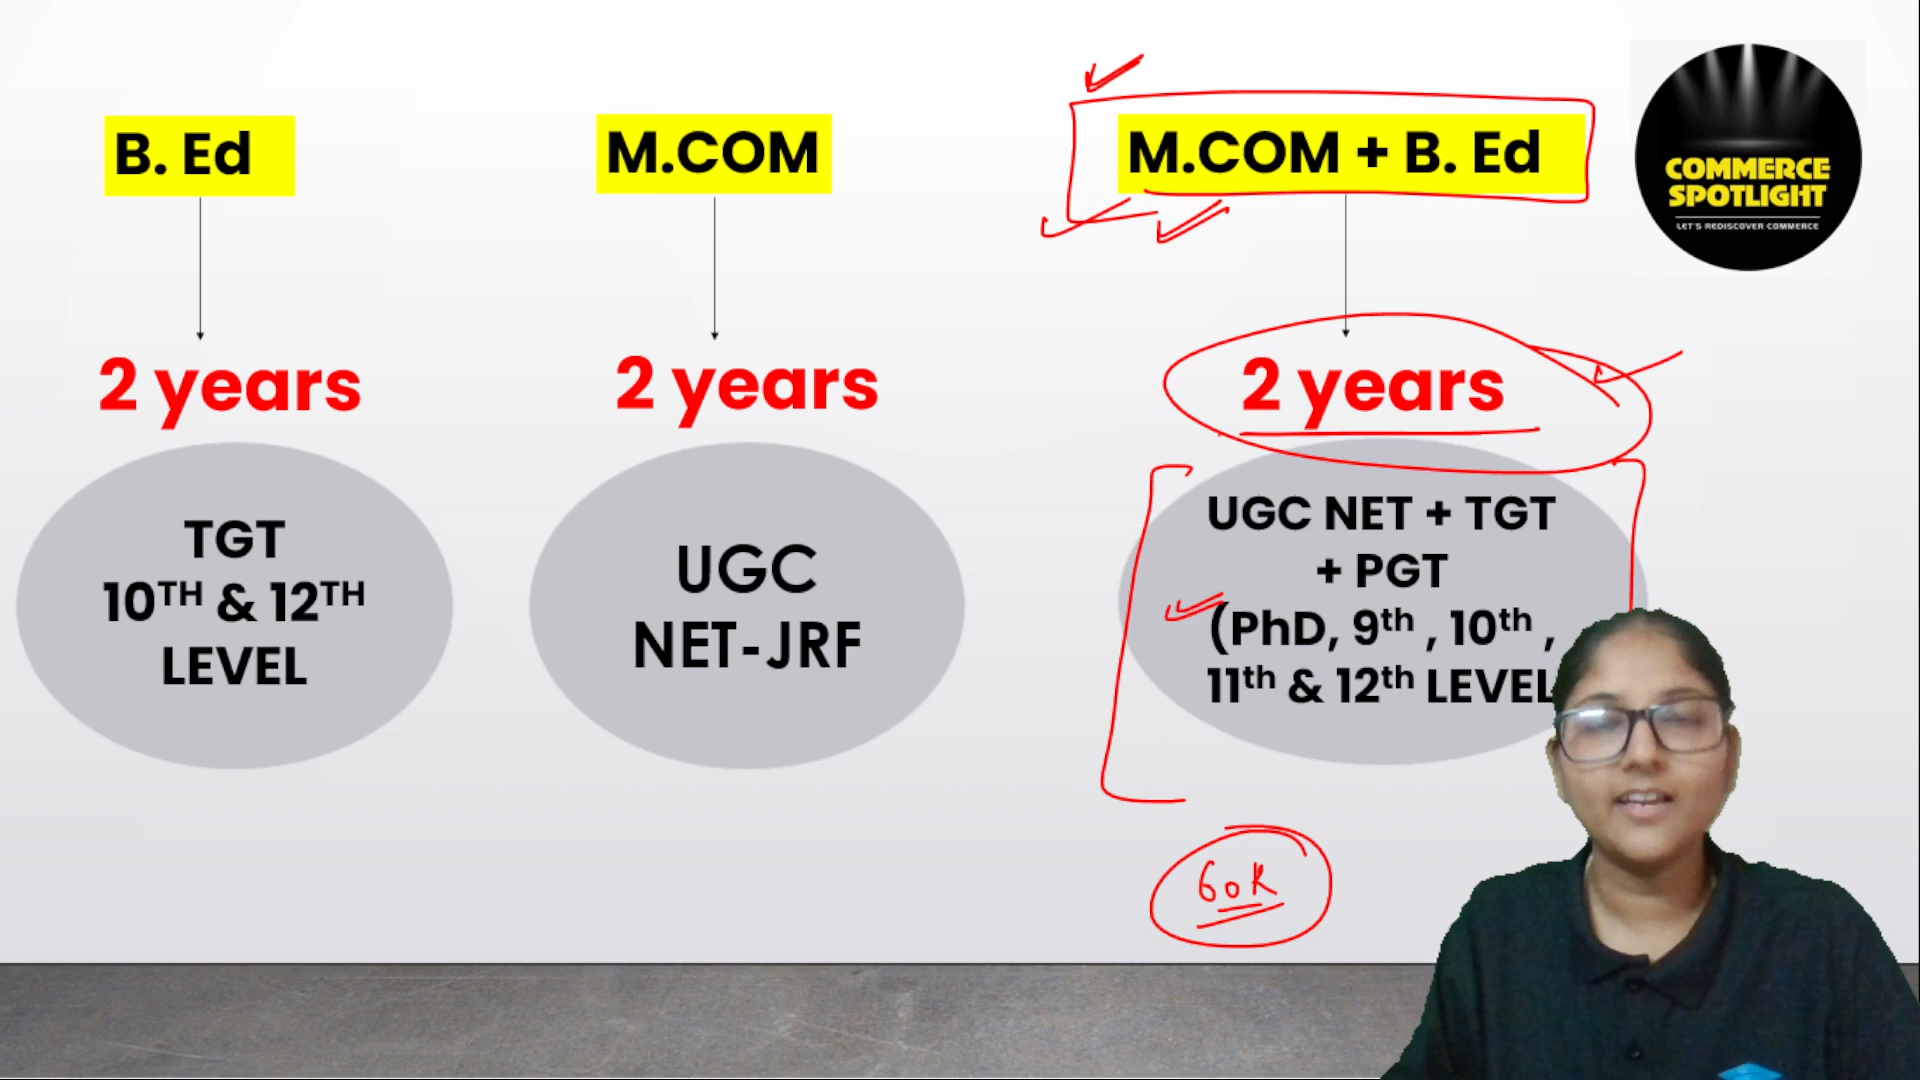 B. Ed
M.COM
M.COM + B. Ed
COMMERCE
SPOTLIGHT
LET'S REDISCOVER COMMERCE
2 years
2 years
2 years
TGT
10TH & 12TH
LEVEL
UGC
NET-JRF
UGC NET + TGT
+ PGT
(PhD, 9th , 10th ,
11th & 12th LEVEL
60K